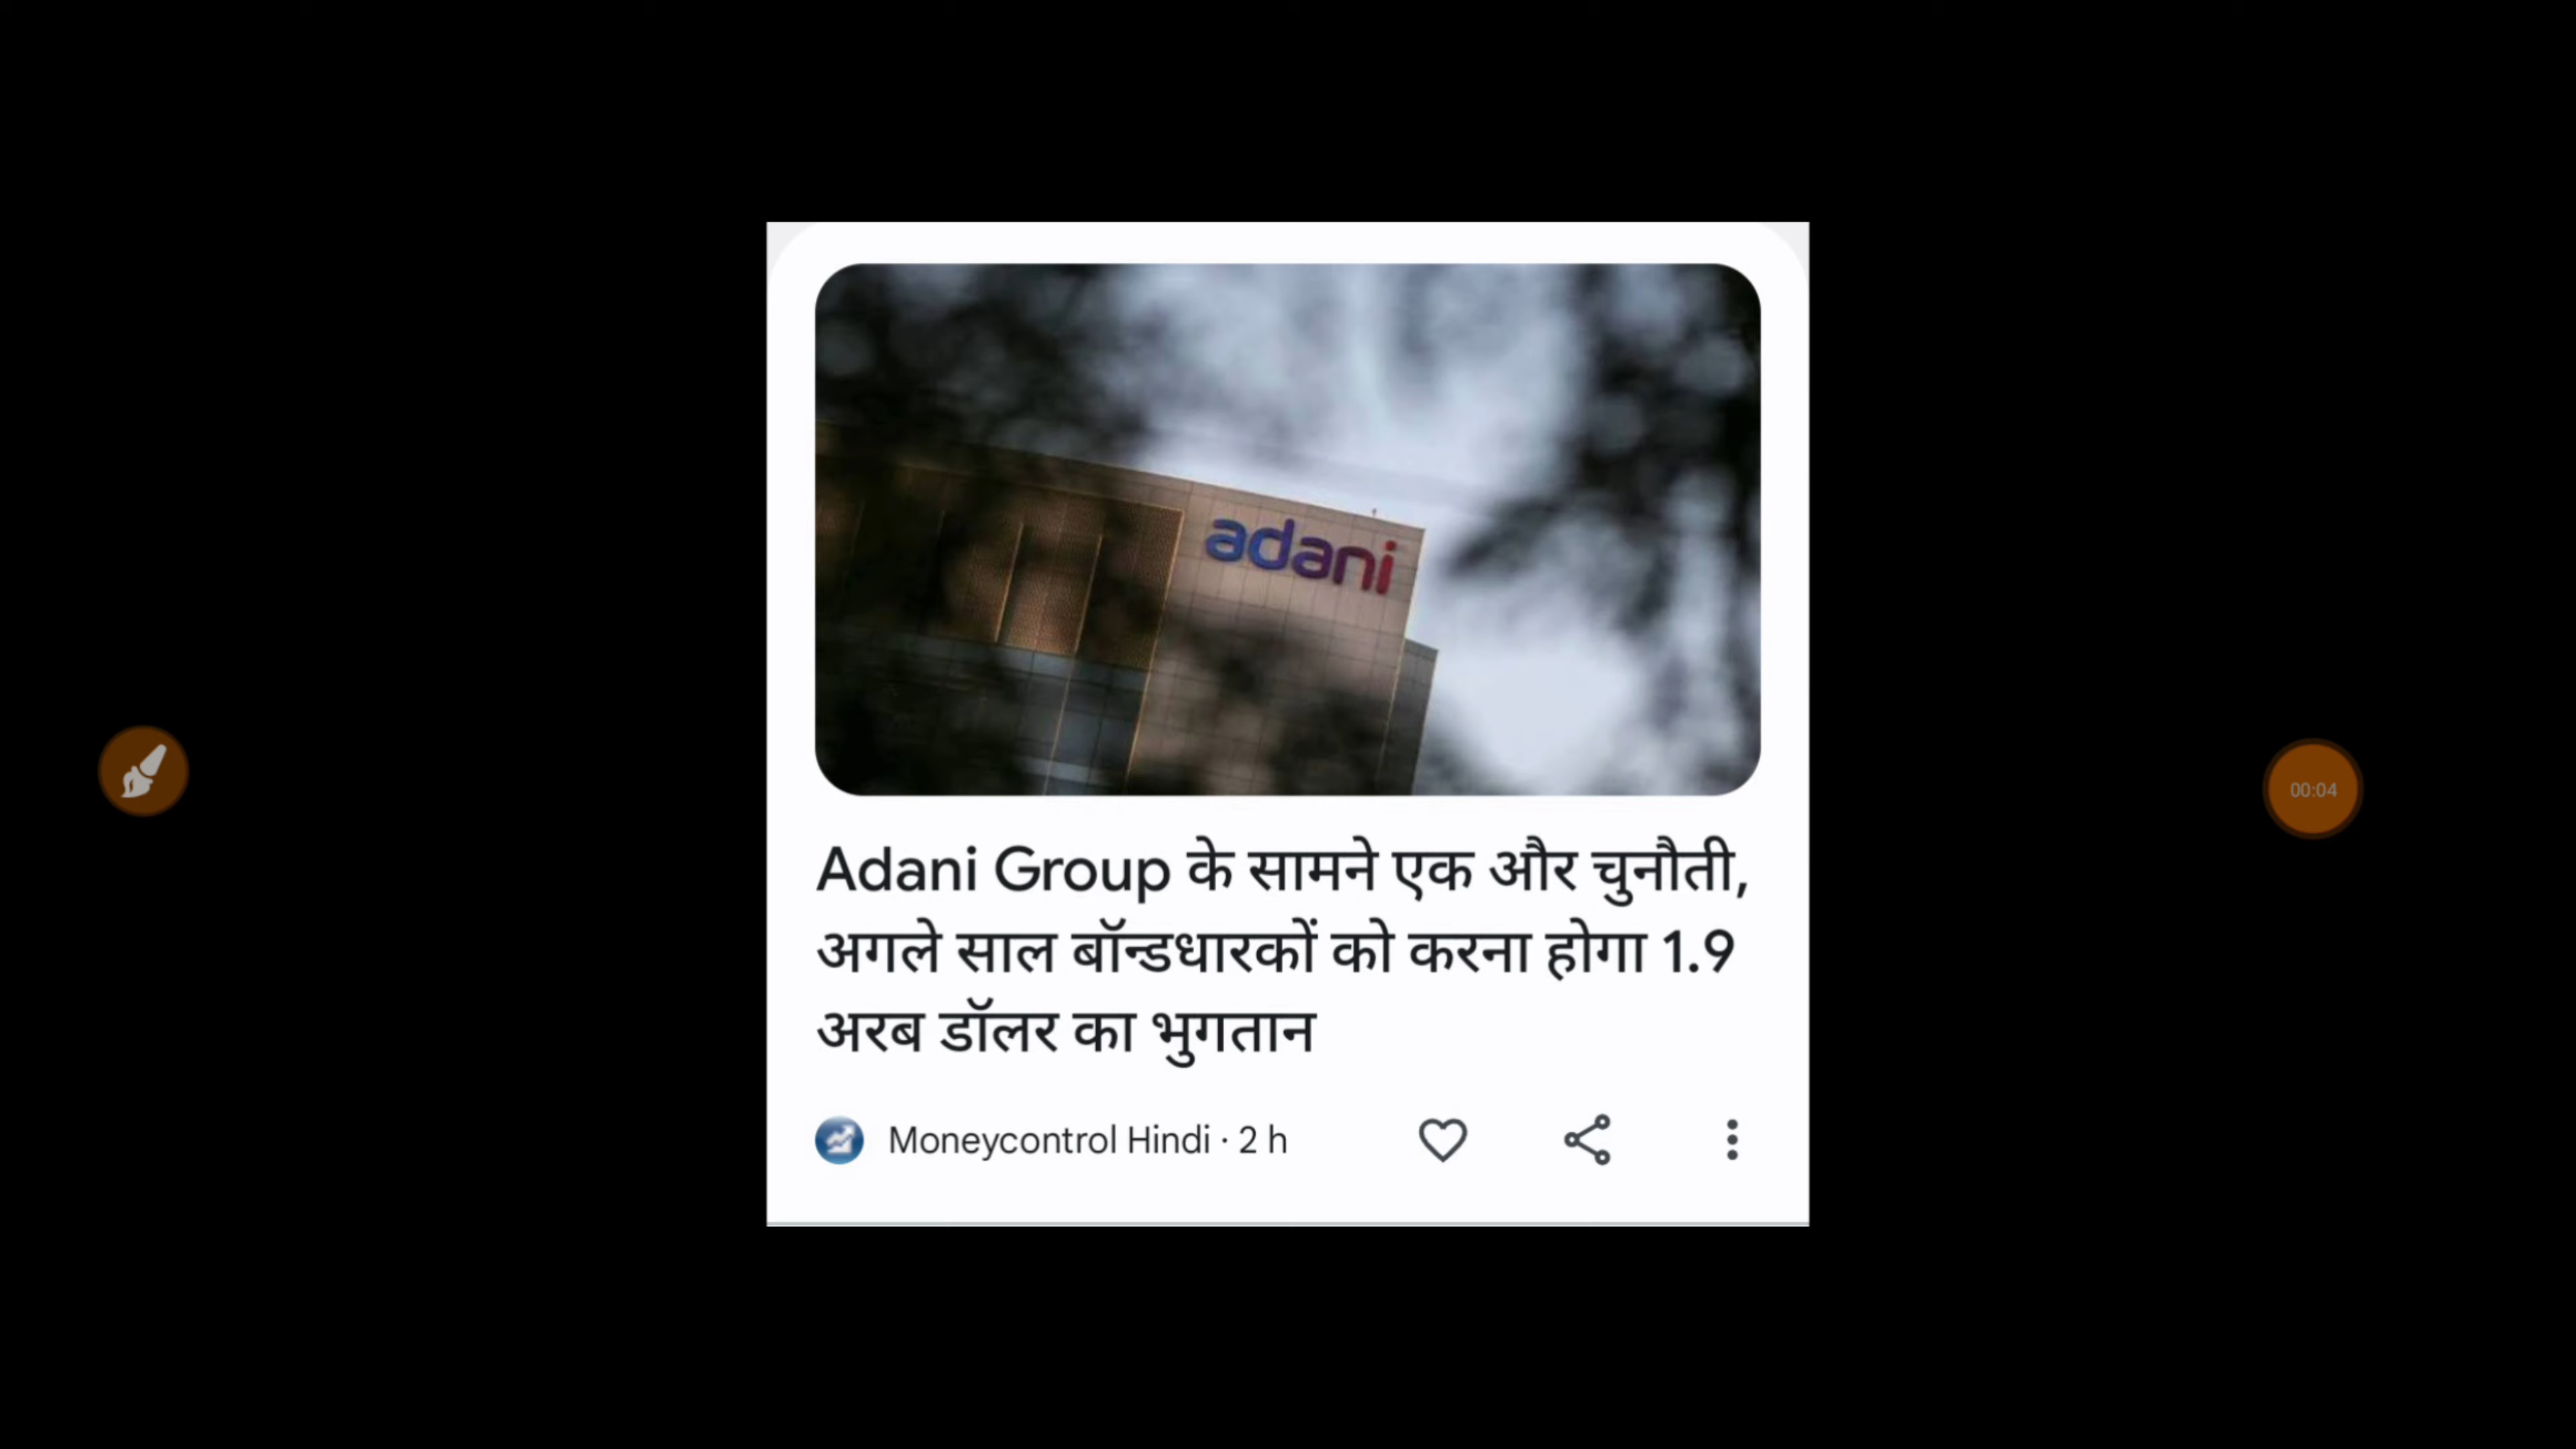 adani
Adani Group के सामने एक और चुनौती,
अगले साल बॉन्डधारकों को करना होगा 1.9
अरब डॉलर का भुगतान
Moneycontrol Hindi · 2 h
00:04